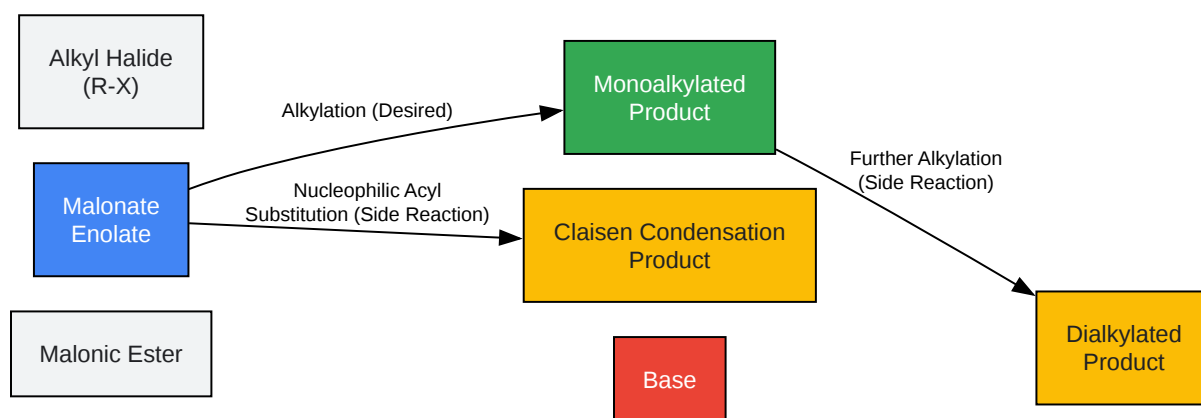 Alkyl Halide
(R-X)
Malonate
Enolate
Malonic Ester
Alkylation (Desired)
Nucleophilic Acyl
Substitution (Side Reaction)
Monoalkylated
Product
Claisen Condensation
Product
Base
Further Alkylation
(Side Reaction)
Dialkylated
Product